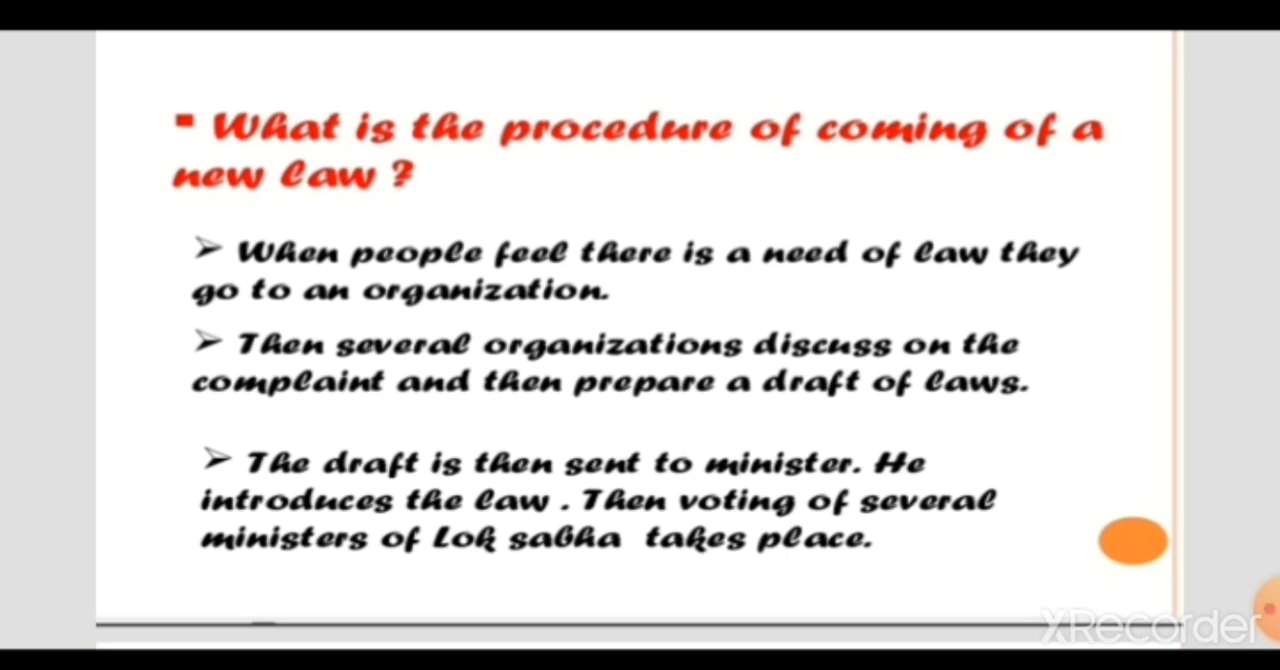 ▪ What is the procedure of coming of a
new law ?
➢ When people feel there is a need of law they
go to an organization.
➢ Then several organizations discuss on the
complaint and then prepare a draft of laws.
➢ The draft is then sent to minister. He
introduces the law . Then voting of several
ministers of Lok sabha takes place.
XRecorder